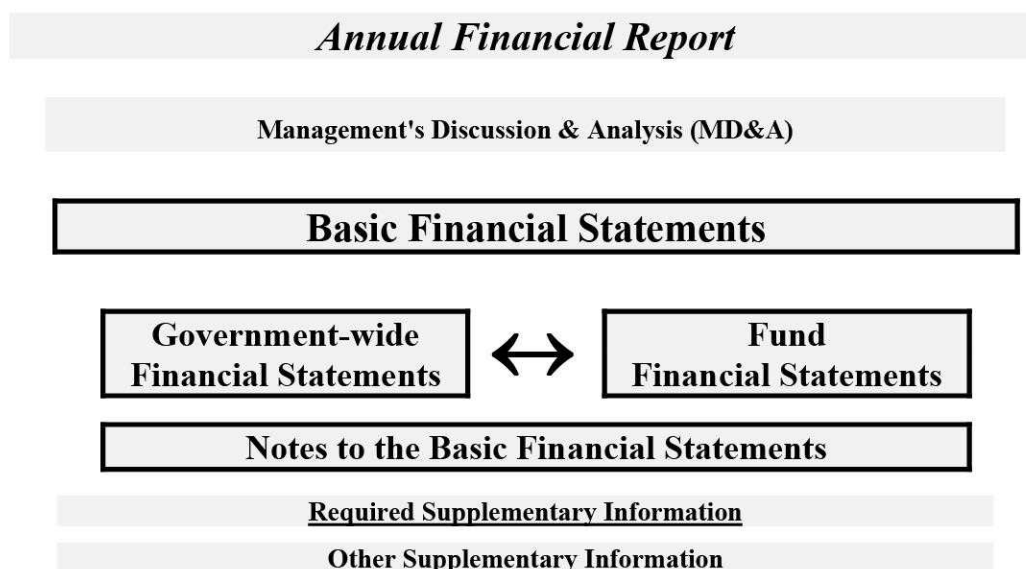 Annual Financial Report
Management's Discussion & Analysis (MD&A)
Basic Financial Statements
Government-wide
Financial Statements
Fund
Financial Statements
Notes to the Basic Financial Statements
Required Supplementary Information
Other Supplementary Information